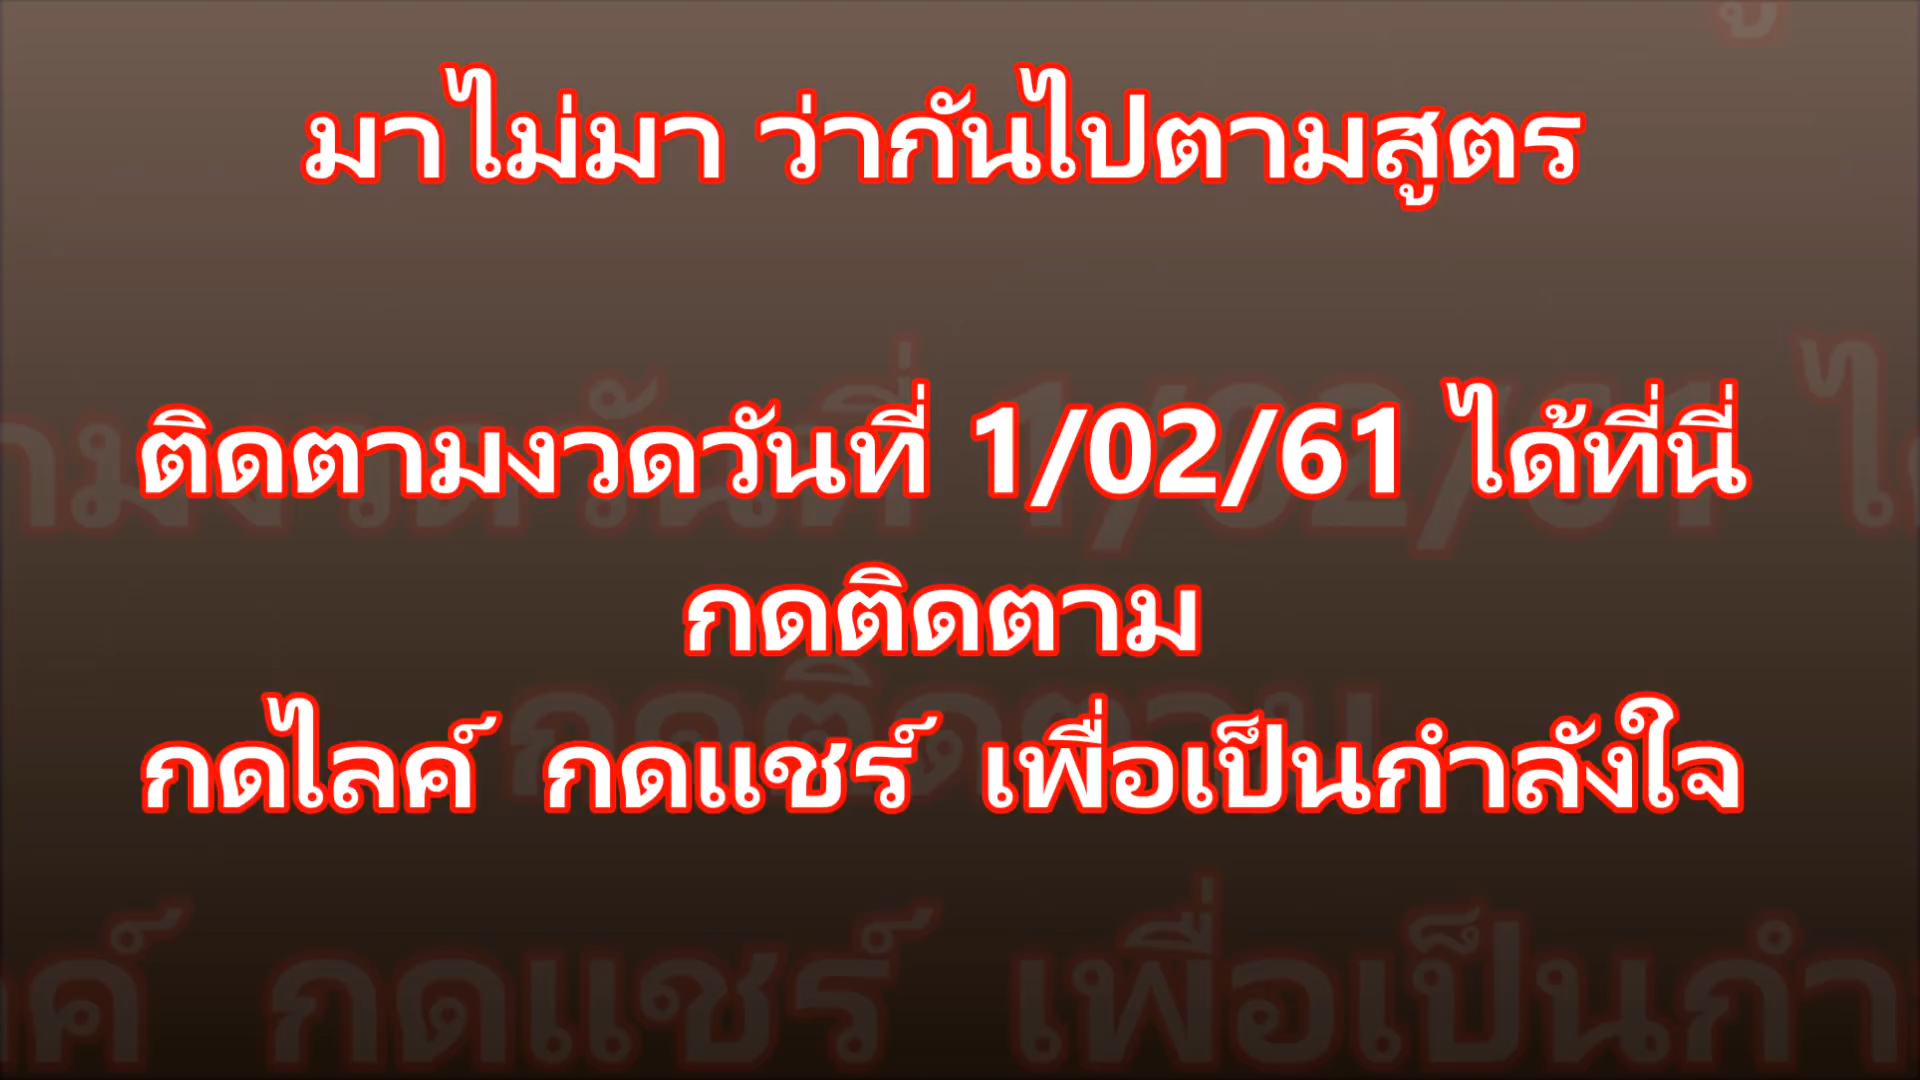 มาไม่มา ว่ากันไปตามสูตร
ติดตามงวดวันที่ 1/02/61 ได้ที่นี่
กดติดตาม
กดไลค์ กดแชร์ เพื่อเป็นกำลังใจ